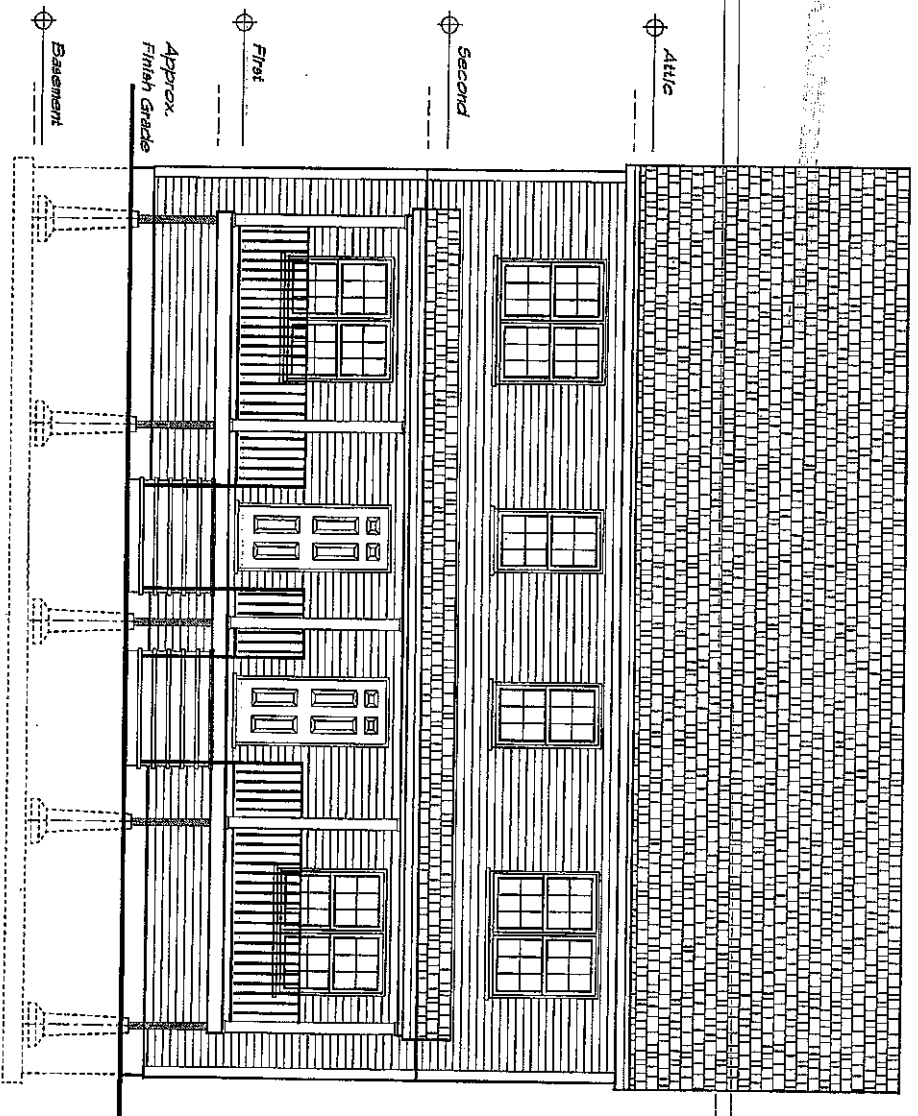 Attic
Second
First
Approx.
Finish Grade
Basement